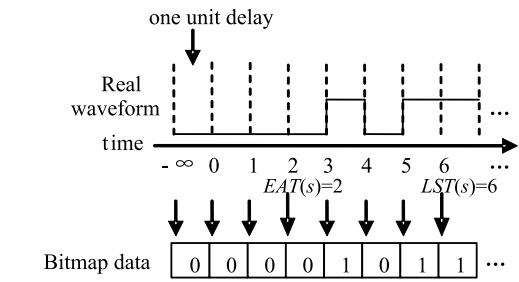 one unit delay
Real
waveform
...
time
- ∞ 0 1 2 3 4 5 6 ...
EAT(s)=2 LST(s)=6
Bitmap data 0 0 0 0 1 0 1 1 ...